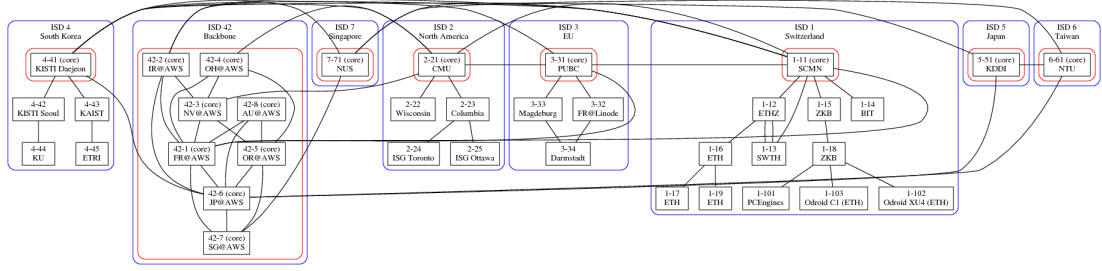 ISD 4
South Korea
4-41 (core)
KISTI Daejeon
4-42
KISTI Seoul
4-43
KAIST
4-44
KU
4-45
ETRI
ISD 42
Backbone
42-2 (core)
IR@AWS
42-4 (core)
OH@AWS
42-3 (core)
NV@AWS
42-8 (core)
AU@AWS
42-1 (core)
FR@AWS
42-5 (core)
OR@AWS
42-6 (core)
JP@AWS
42-7 (core)
SG@AWS
ISD 7
Singapore
7-71 (core)
NUS
ISD 2
North America
2-21 (core)
CMU
2-22
Wisconsin
2-23
Columbia
2-24
ISG Toronto
2-25
ISG Ottawa
ISD 3
EU
3-31 (core)
PUBC
3-33
Magdeburg
3-32
FR@Linode
3-34
Darmstadt
ISD 1
Switzerland
1-11 (core)
SCMN
1-12
ETHZ
1-15
ZKB
1-14
BIT
1-16
ETH
1-13
SWTH
1-18
ZKB
1-17
ETH
1-19
ETH
1-101
PCEngines
1-103
Odroid C1 (ETH)
1-102
Odroid XU4 (ETH)
ISD 5
Japan
5-51 (core)
KDDI
ISD 6
Taiwan
6-61 (core)
NTU